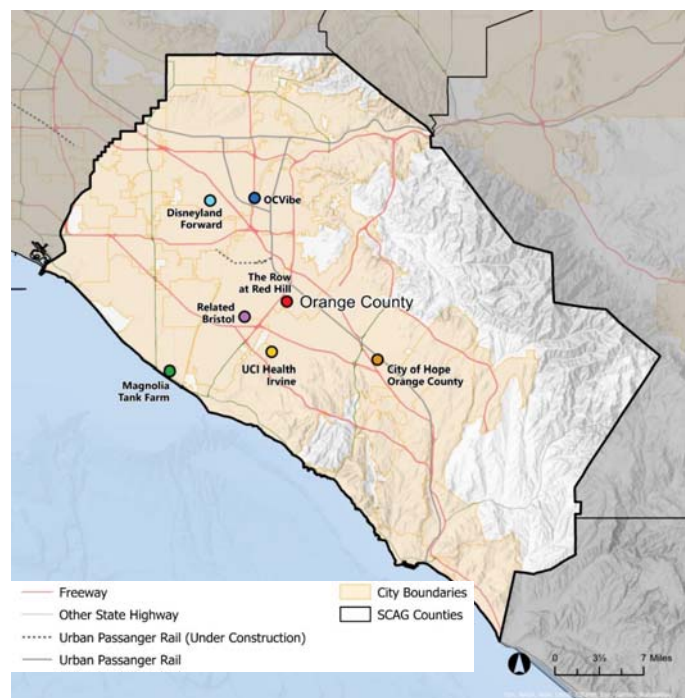 OCVibe
Disneyland
Forward
The Row
at Red Hill
Orange County
Related
Bristol
UCI Health
Irvine
City of Hope
Orange County
Magnolia
Tank Farm
Freeway
Other State Highway
Urban Passanger Rail (Under Construction)
Urban Passanger Rail
City Boundaries
SCAG Counties
0 3½ 7 Miles